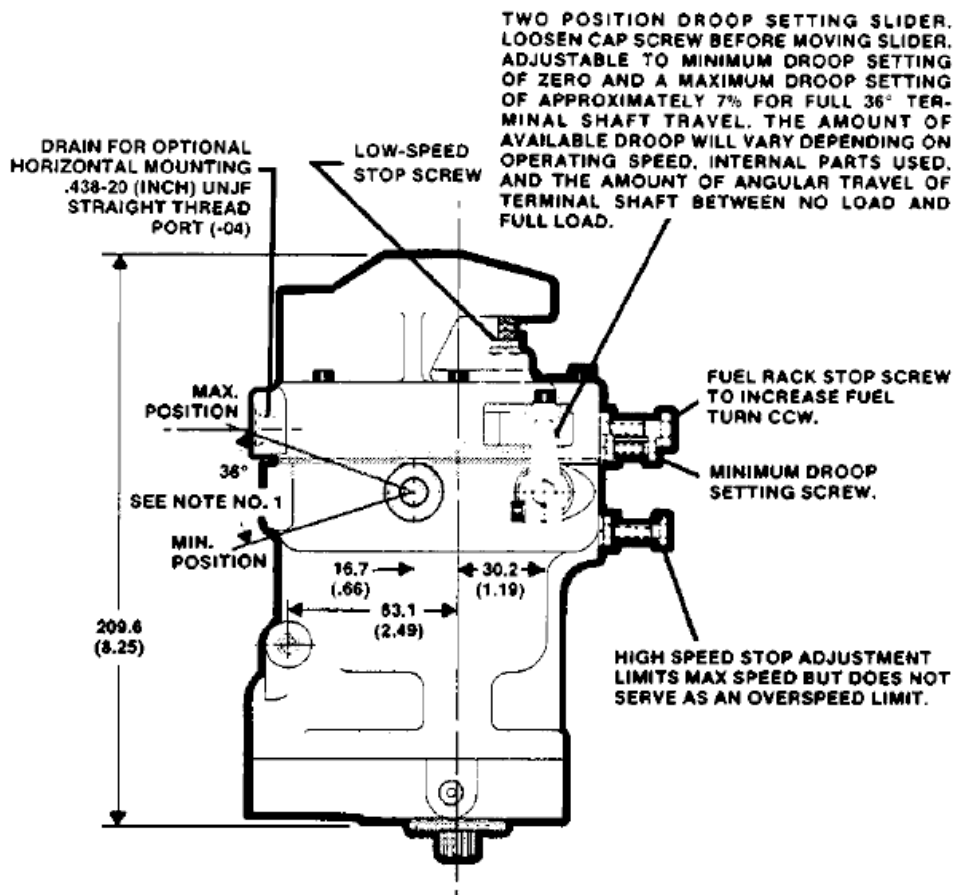 TWO POSITION DROOP SETTING SLIDER.
LOOSEN CAP SCREW BEFORE MOVING SLIDER.
ADJUSTABLE TO MINIMUM DROOP SETTING
OF ZERO AND A MAXIMUM DROOP SETTING
OF APPROXIMATELY 7% FOR FULL 36° TER-
MINAL SHAFT TRAVEL. THE AMOUNT OF
AVAILABLE DROOP WILL VARY DEPENDING ON
OPERATING SPEED, INTERNAL PARTS USED,
AND THE AMOUNT OF ANGULAR TRAVEL OF
TERMINAL SHAFT BETWEEN NO LOAD AND
FULL LOAD.
DRAIN FOR OPTIONAL
HORIZONTAL MOUNTING
.438-20 (INCH) UNJF
STRAIGHT THREAD
PORT (-04)
LOW-SPEED
STOP SCREW
MAX.
POSITION
36°
SEE NOTE NO. 1
MIN.
POSITION
FUEL RACK STOP SCREW
TO INCREASE FUEL
TURN CCW.
MINIMUM DROOP
SETTING SCREW.
16.7
(.66)
30.2
(1.19)
63.1
(2.49)
209.6
(8.25)
HIGH SPEED STOP ADJUSTMENT
LIMITS MAX SPEED BUT DOES NOT
SERVE AS AN OVERSPEED LIMIT.